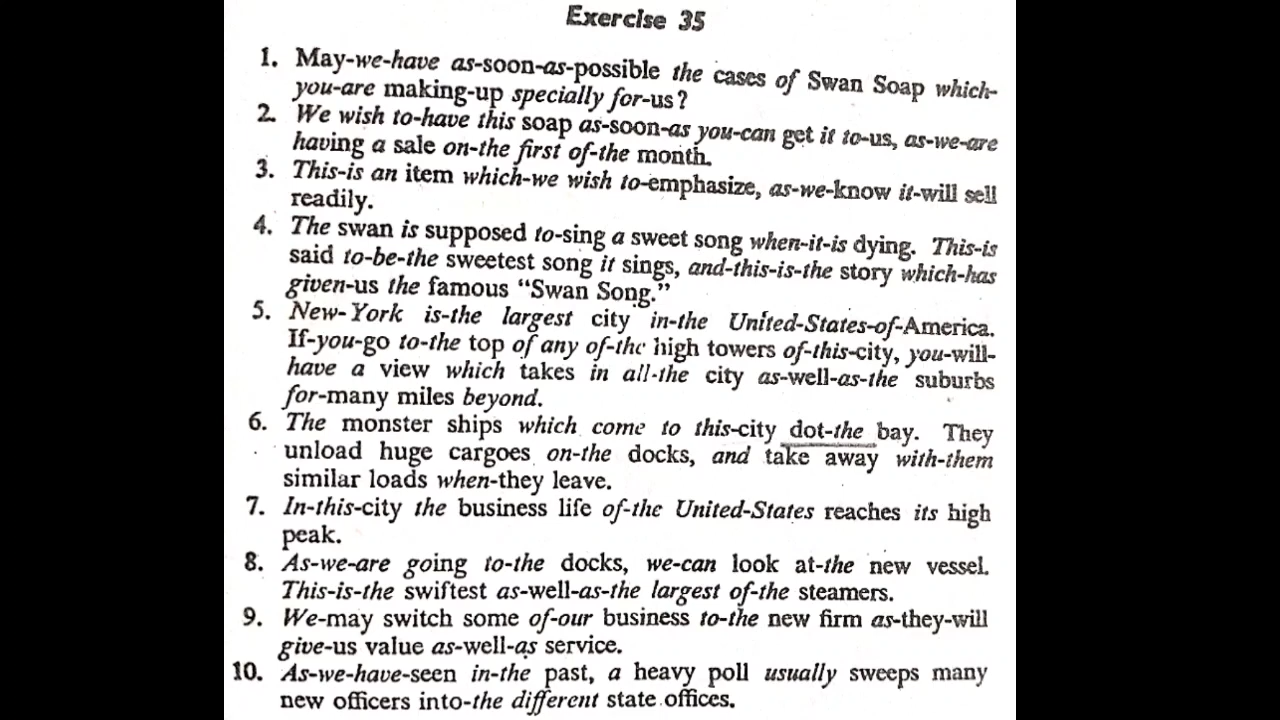 Exercise 35
1. May-we-have as-soon-as-possible the cases of Swan Soap which-
you-are making-up specially for-us?
2. We wish to-have this soap as-soon-as you-can get it to-us, as-we-are
having a sale on-the first of-the month.
3. This-is an item which-we wish to-emphasize, as-we-know it-will sell
readily.
4. The swan is supposed to-sing a sweet song when-it-is dying. This-is
said to-be-the sweetest song it sings, and-this-is-the story which-has
given-us the famous “Swan Song.”
5. New-York is-the largest city in-the United-States-of-America.
If-you-go to-the top of any of-the high towers of-this-city, you-will-
have a view which takes in all-the city as-well-as-the suburbs
for-many miles beyond.
6. The monster ships which come to this-city dot-the bay. They
unload huge cargoes on-the docks, and take away with-them
similar loads when-they leave.
7. In-this-city the business life of-the United-States reaches its high
peak.
8. As-we-are going to-the docks, we-can look at-the new vessel.
This-is-the swiftest as-well-as-the largest of-the steamers.
9. We-may switch some of-our business to-the new firm as-they-will
give-us value as-well-as service.
10. As-we-have-seen in-the past, a heavy poll usually sweeps many
new officers into-the different state offices.